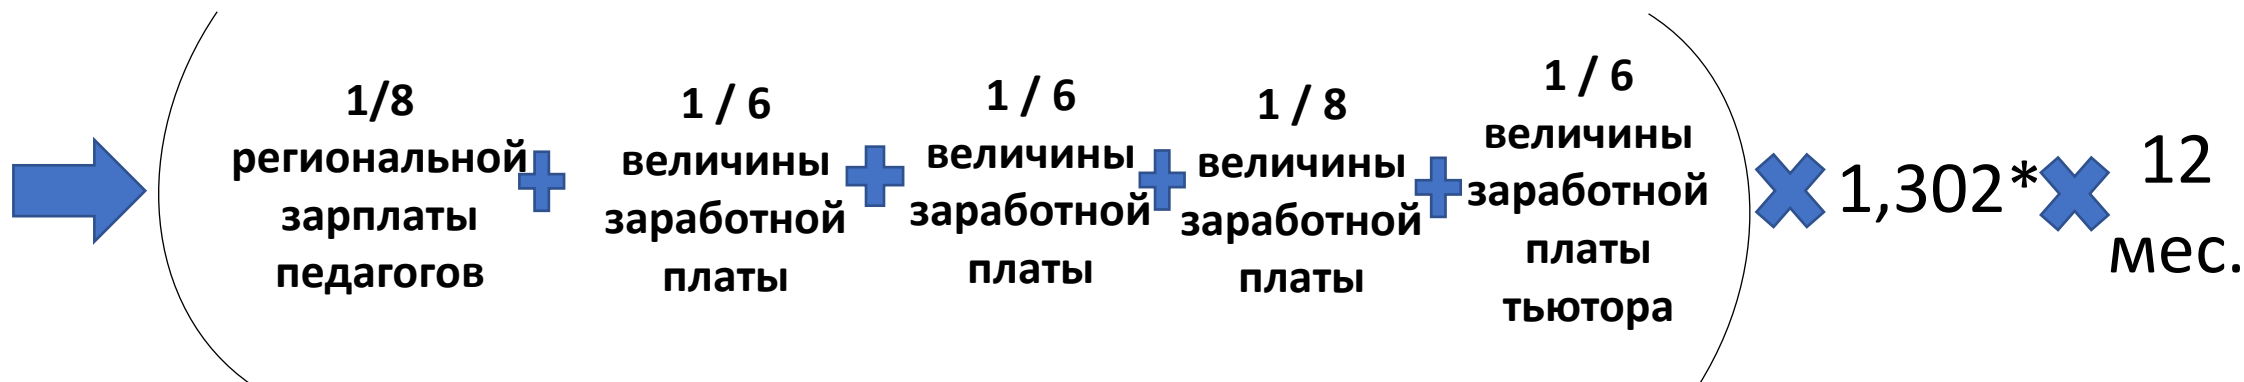 1/8
региональной
зарплаты
педагогов
1 / 6
величины
заработной
платы
1 / 6
величины
заработной
платы
1 / 8
величины
заработной
платы
1 / 6
величины
заработной
платы
тьютора
1,302*
12
мес.